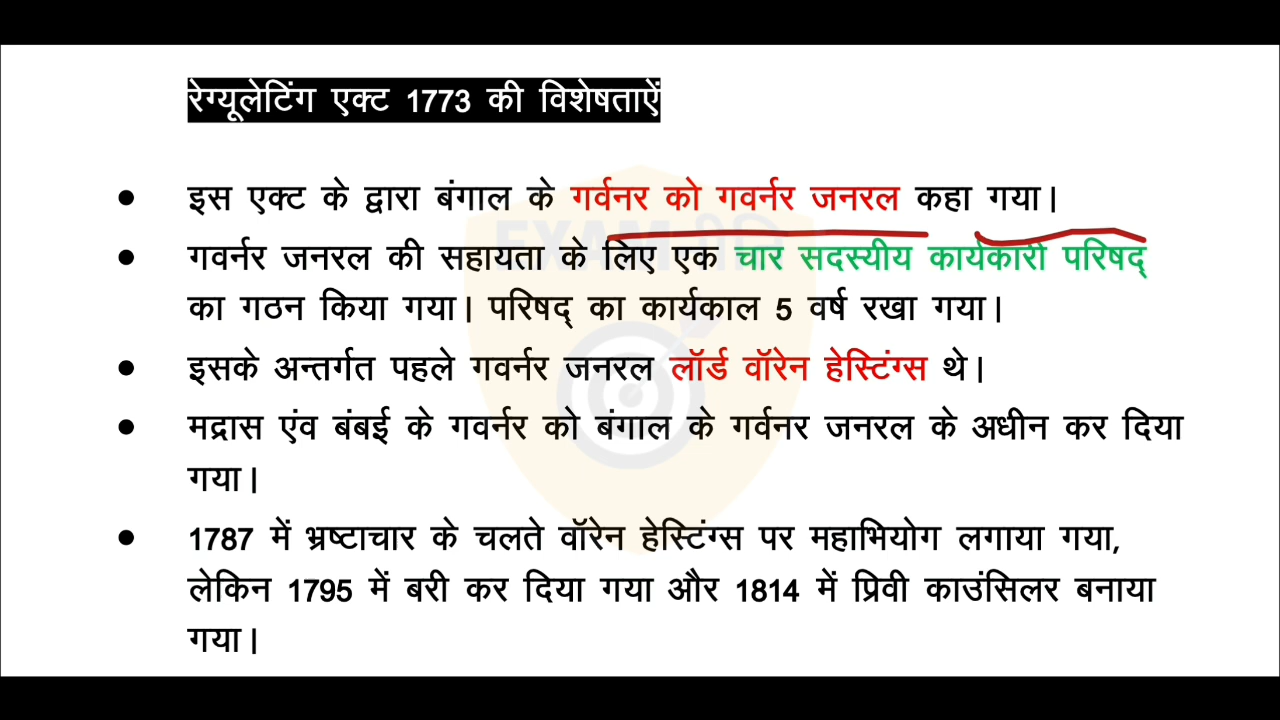 रेग्यूलेटिंग एक्ट 1773 की विशेषताऐं
• इस एक्ट के द्वारा बंगाल के गर्वनर को गवर्नर जनरल कहा गया।
• गवर्नर जनरल की सहायता के लिए एक चार सदस्यीय कार्यकारी परिषद्
का गठन किया गया। परिषद् का कार्यकाल 5 वर्ष रखा गया।
• इसके अन्तर्गत पहले गवर्नर जनरल लॉर्ड वॉरेन हेस्टिंग्स थे।
• मद्रास एंव बंबई के गवर्नर को बंगाल के गर्वनर जनरल के अधीन कर दिया
गया।
• 1787 में भ्रष्टाचार के चलते वॉरेन हेस्टिंग्स पर महाभियोग लगाया गया,
लेकिन 1795 में बरी कर दिया गया और 1814 में प्रिवी काउंसिलर बनाया
गया।
EXAM नीति